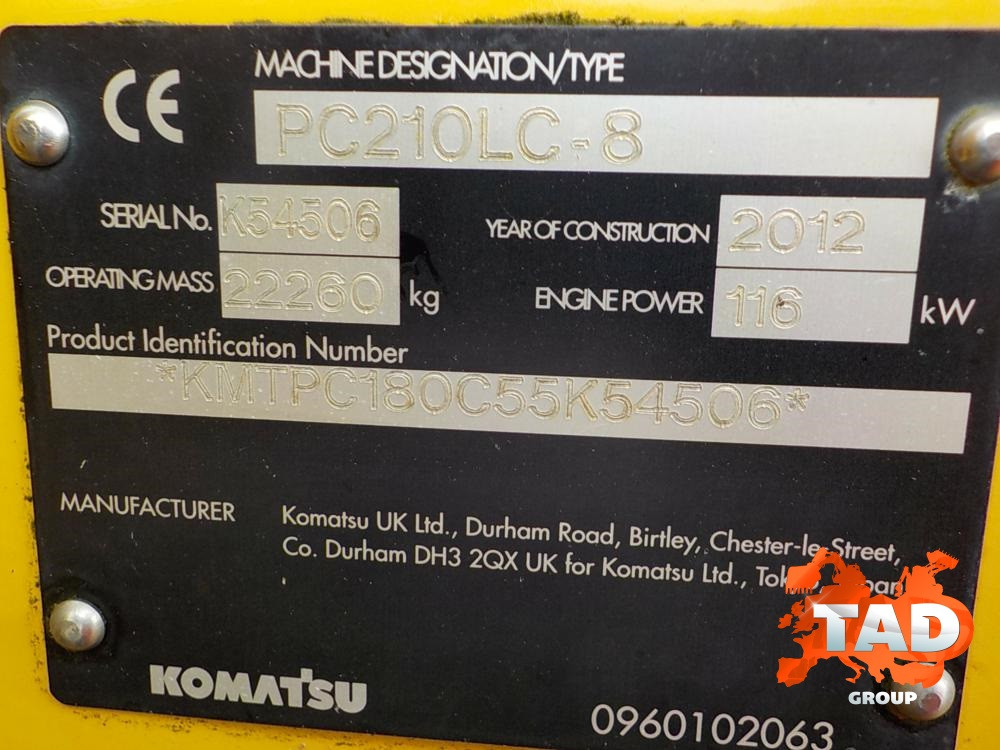 CE
MACHINE DESIGNATION/TYPE
PC210LC-8
SERIAL No. K54506
YEAR OF CONSTRUCTION 2012
OPERATING MASS 22260 kg
ENGINE POWER 116 kW
Product Identification Number
*KMTPC180C55K54506*
MANUFACTURER
Komatsu UK Ltd., Durham Road, Birtley, Chester-le-Street,
Co. Durham DH3 2QX UK for Komatsu Ltd.,
TAD
GROUP
KOMATSU
0960102063